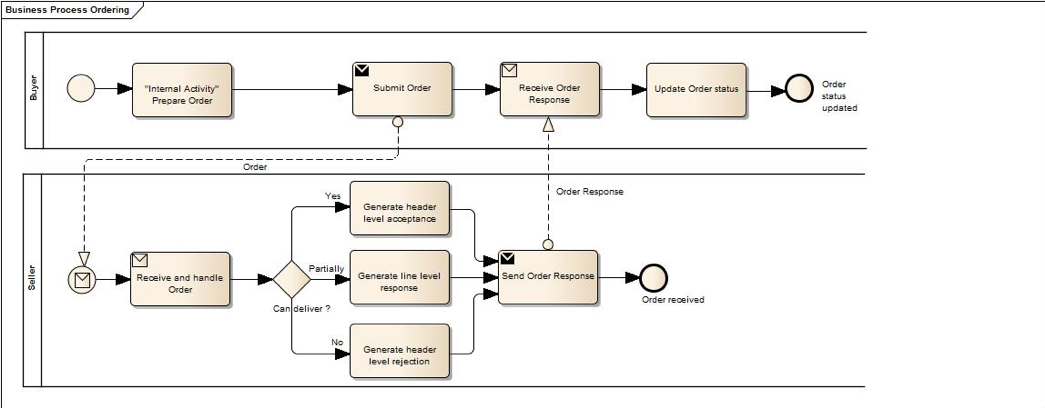 Business Process Ordering
Buyer
"Internal Activity"
Prepare Order
Submit Order
Receive Order
Response
Update Order status
Order
status
updated
Order
Order Response
Seller
Receive and handle
Order
Can deliver ?
Yes
Partially
No
Generate header
level acceptance
Generate line level
response
Generate header
level rejection
Send Order Response
Order received